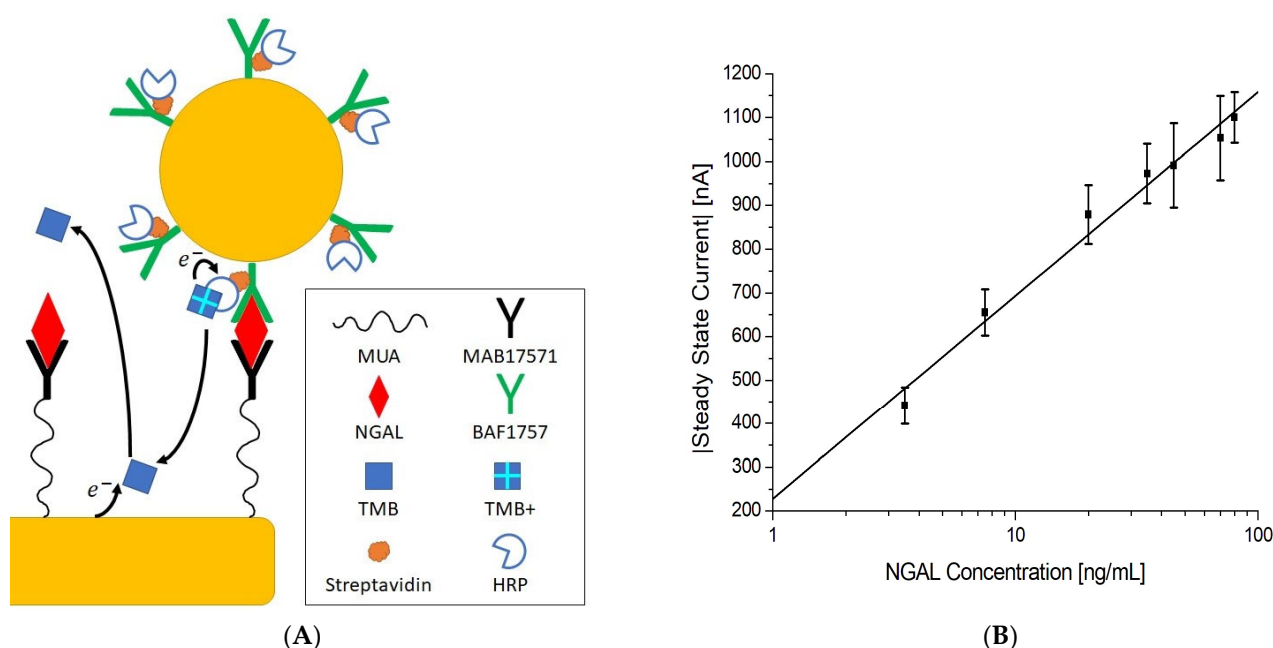 e⁻
e⁻
MUA MAB17571
NGAL BAF1757
TMB TMB+
Streptavidin HRP
(A)
|Steady State Current| [nA]
1200
1100
1000
900
800
700
600
500
400
300
200
1 10 100
NGAL Concentration [ng/mL]
(B)